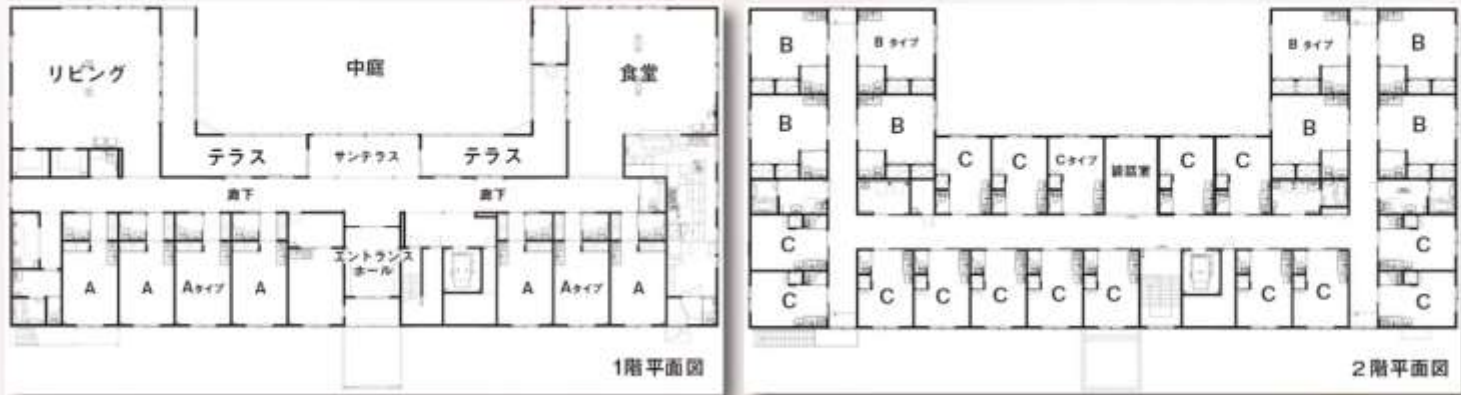 リビング
中庭
食堂
テラス
サンテラス
テラス
廊下
廊下
エントランス
ホール
A
A
Aタイプ
A
A
Aタイプ
A
1階平面図
B
Bタイプ
Bタイプ
B
B
B
B
B
C
C
Cタイプ
談話室
C
C
C
C
C
C
C
C
C
C
C
C
C
2階平面図